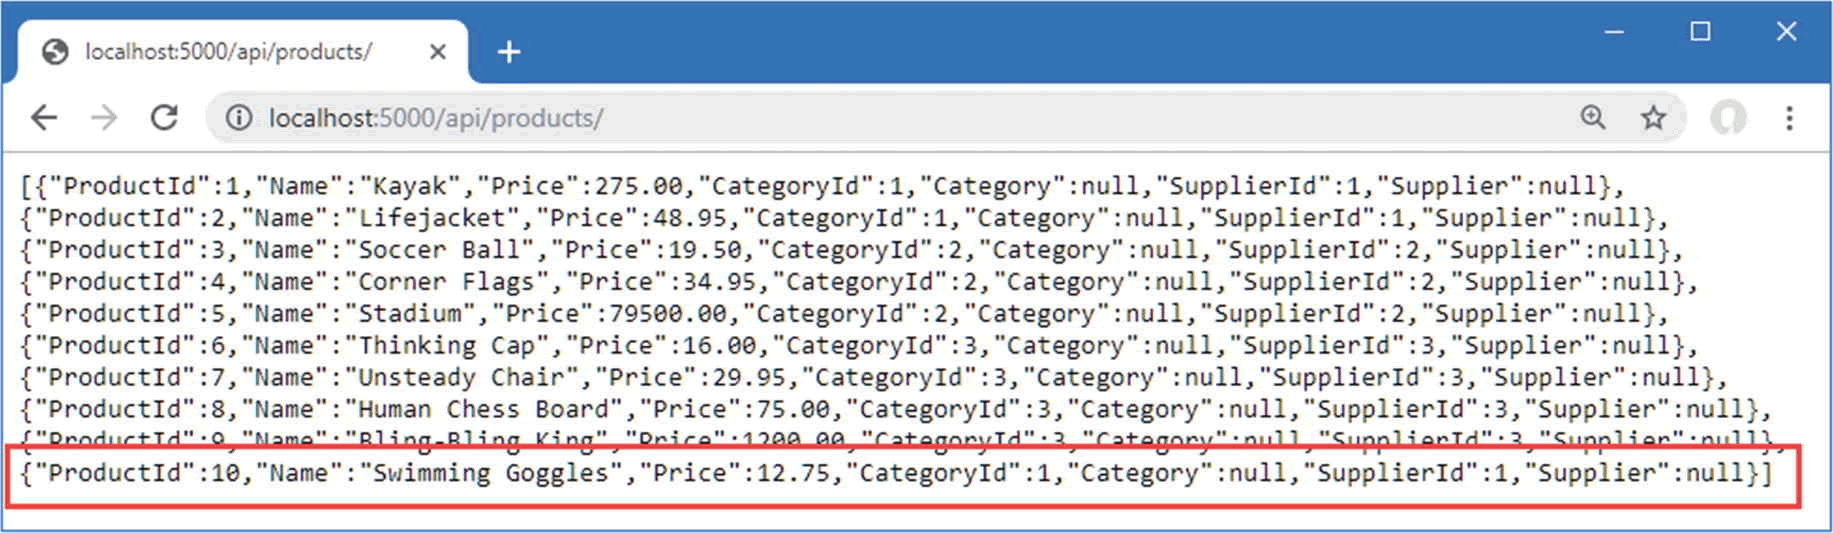 localhost:5000/api/products/
localhost:5000/api/products/
[{"ProductId":1,"Name":"Kayak","Price":275.00,"CategoryId":1,"Category":null,"SupplierId":1,"Supplier":null},
{"ProductId":2,"Name":"Lifejacket","Price":48.95,"CategoryId":1,"Category":null,"SupplierId":1,"Supplier":null},
{"ProductId":3,"Name":"Soccer Ball","Price":19.50,"CategoryId":2,"Category":null,"SupplierId":2,"Supplier":null},
{"ProductId":4,"Name":"Corner Flags","Price":34.95,"CategoryId":2,"Category":null,"SupplierId":2,"Supplier":null},
{"ProductId":5,"Name":"Stadium","Price":79500.00,"CategoryId":2,"Category":null,"SupplierId":2,"Supplier":null},
{"ProductId":6,"Name":"Thinking Cap","Price":16.00,"CategoryId":3,"Category":null,"SupplierId":3,"Supplier":null},
{"ProductId":7,"Name":"Unsteady Chair","Price":29.95,"CategoryId":3,"Category":null,"SupplierId":3,"Supplier":null},
{"ProductId":8,"Name":"Human Chess Board","Price":75.00,"CategoryId":3,"Category":null,"SupplierId":3,"Supplier":null},
{"ProductId":9,"Name":"Bling-Bling King","Price":1200.00,"CategoryId":3,"Category":null,"SupplierId":3,"Supplier":null},
{"ProductId":10,"Name":"Swimming Goggles","Price":12.75,"CategoryId":1,"Category":null,"SupplierId":1,"Supplier":null}]